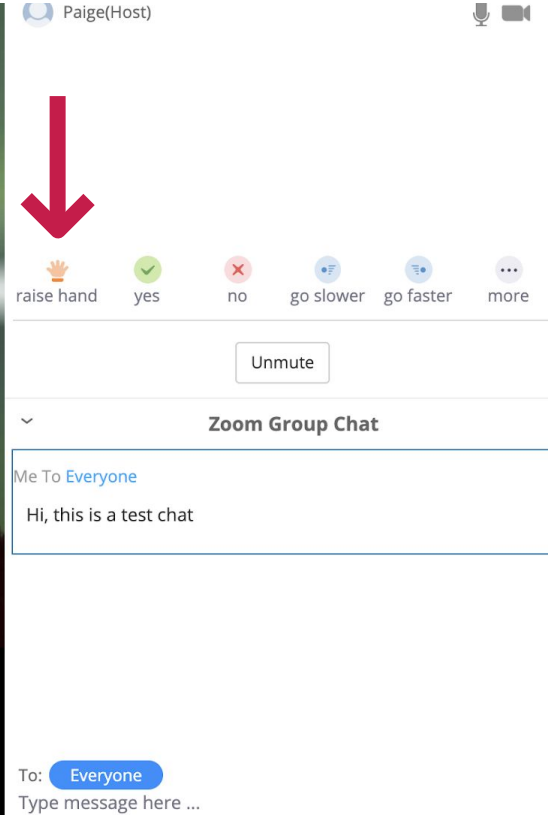 Paige(Host)
raise hand yes no go slower go faster more
Unmute
Zoom Group Chat
Me To Everyone
Hi, this is a test chat
To: Everyone
Type message here ...